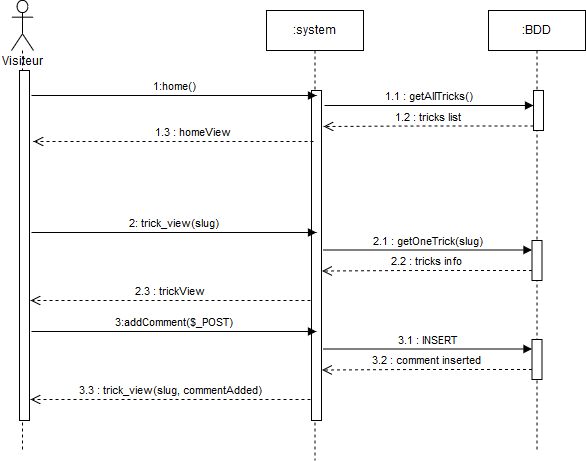 :system
:BDD
Visiteur
1:home()
1.1 : getAllTricks()
1.2 : tricks list
1.3 : homeView
2: trick_view(slug)
2.1 : getOneTrick(slug)
2.2 : tricks info
2.3 : trickView
3:addComment($_POST)
3.1 : INSERT
3.2 : comment inserted
3.3 : trick_view(slug, commentAdded)